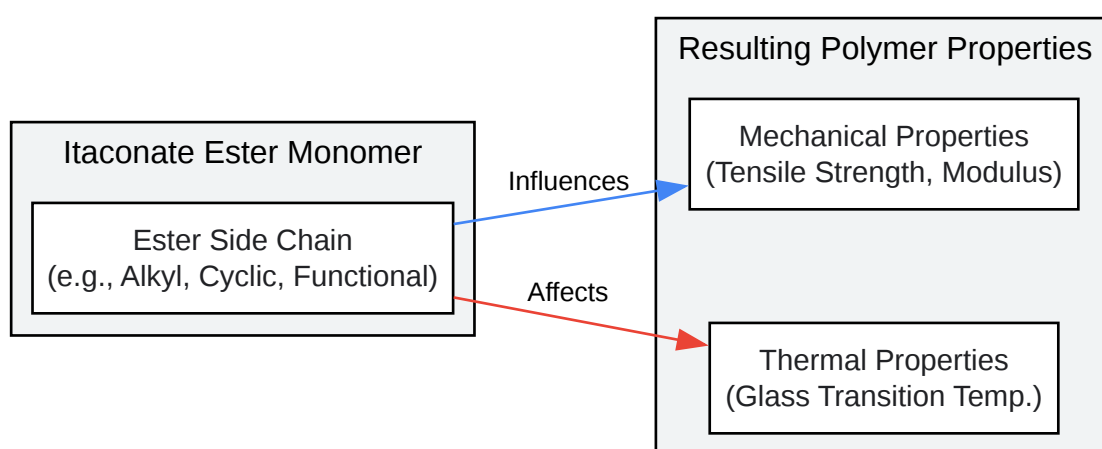 Resulting Polymer Properties
Mechanical Properties
(Tensile Strength, Modulus)
Itaconate Ester Monomer
Influences
Ester Side Chain
(e.g., Alkyl, Cyclic, Functional)
Affects
Thermal Properties
(Glass Transition Temp.)